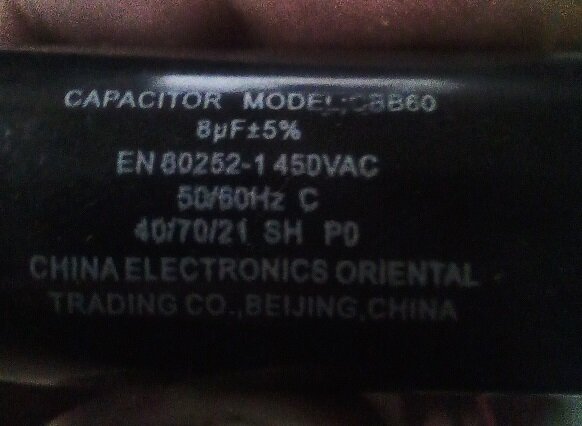 CAPACITOR MODEL:CBB60
8µF±5%
EN 80252-1 450VAC
50/60Hz C
40/70/21 SH P0
CHINA ELECTRONICS ORIENTAL
TRADING CO.,BEIJING,CHINA